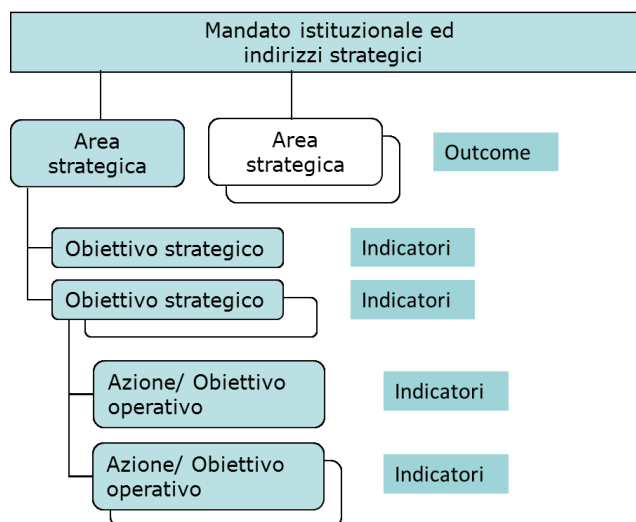 Mandato istituzionale ed
indirizzi strategici
Area
strategica
Area
strategica
Outcome
Obiettivo strategico
Indicatori
Obiettivo strategico
Indicatori
Azione/ Obiettivo
operativo
Indicatori
Azione/ Obiettivo
operativo
Indicatori